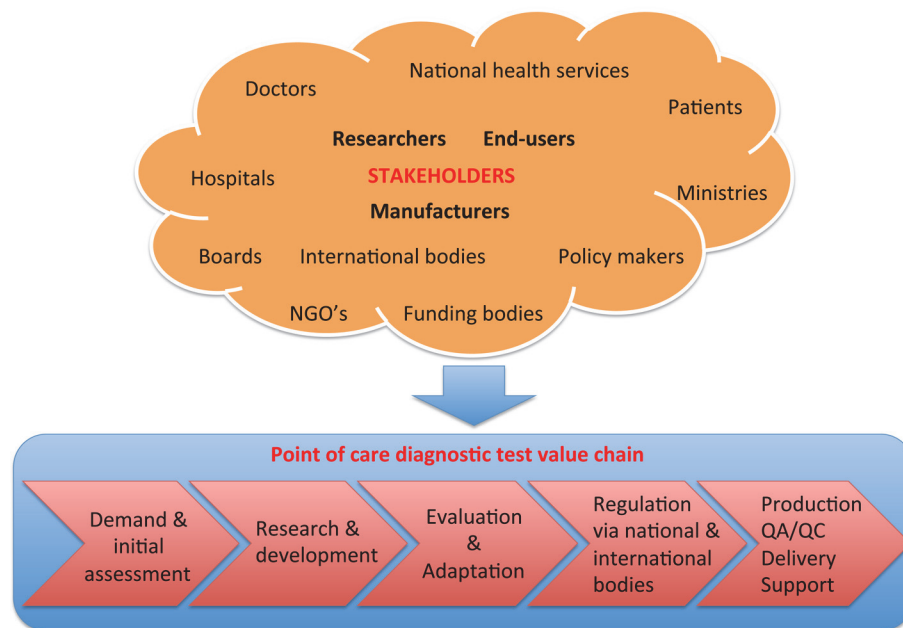 National health services
Doctors
Patients
Researchers
End-users
Hospitals
STAKEHOLDERS
Ministries
Manufacturers
Boards
International bodies
Policy makers
NGO's
Funding bodies
Point of care diagnostic test value chain
Demand &
initial
assessment
Research &
development
Evaluation
&
Adaptation
Regulation
via national &
international
bodies
Production
QA/QC
Delivery
Support